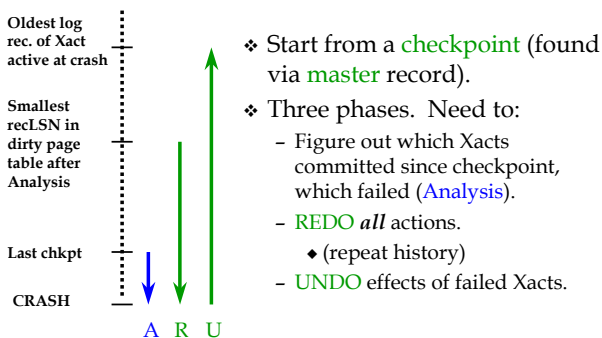 Oldest log
rec. of Xact
active at crash
Smallest
recLSN in
dirty page
table after
Analysis
Last chkpt
CRASH
A R U
❖ Start from a checkpoint (found
via master record).
❖ Three phases. Need to:
– Figure out which Xacts
committed since checkpoint,
which failed (Analysis).
– REDO all actions.
◆ (repeat history)
– UNDO effects of failed Xacts.